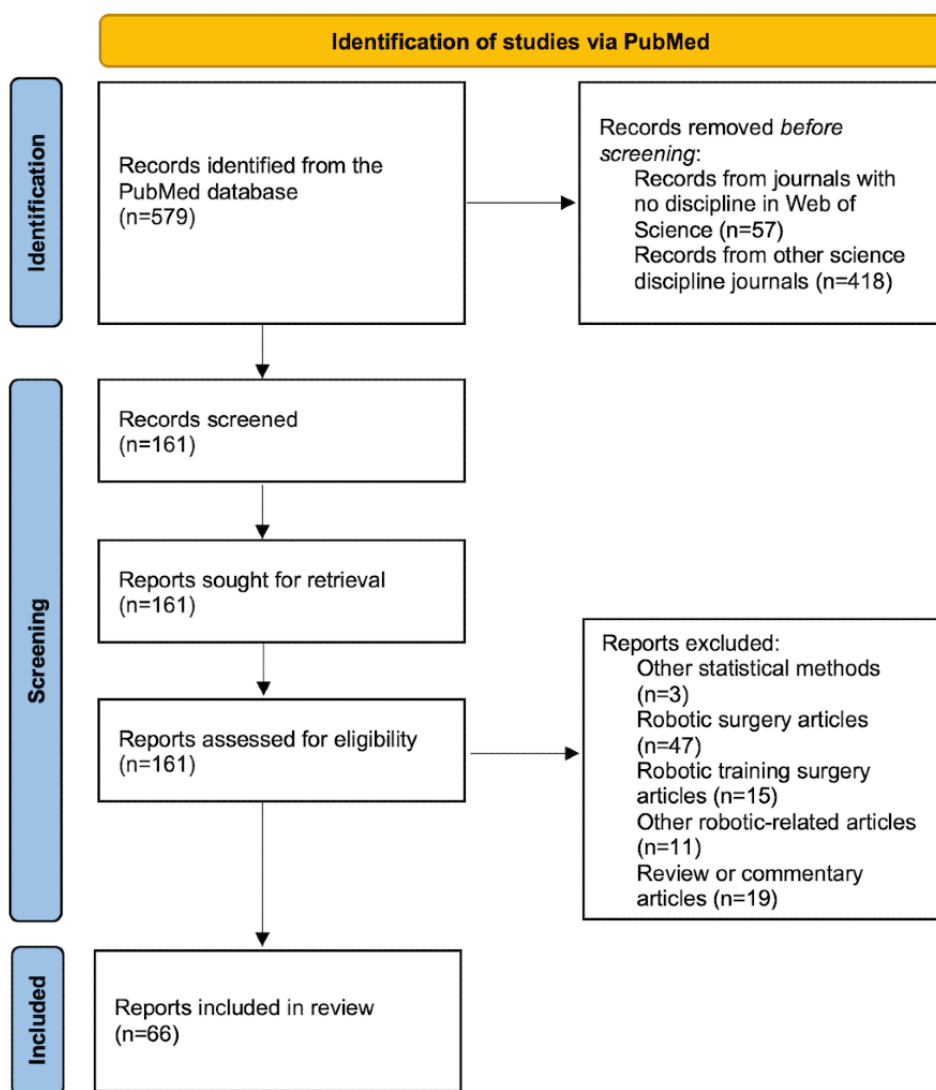 Identification of studies via PubMed
Identification
Records identified from the
PubMed database
(n=579)
Records removed before
screening:
Records from journals with
no discipline in Web of
Science (n=57)
Records from other science
discipline journals (n=418)
Screening
Records screened
(n=161)
Reports sought for retrieval
(n=161)
Reports assessed for eligibility
(n=161)
Reports excluded:
Other statistical methods
(n=3)
Robotic surgery articles
(n=47)
Robotic training surgery
articles (n=15)
Other robotic-related articles
(n=11)
Review or commentary
articles (n=19)
Included
Reports included in review
(n=66)